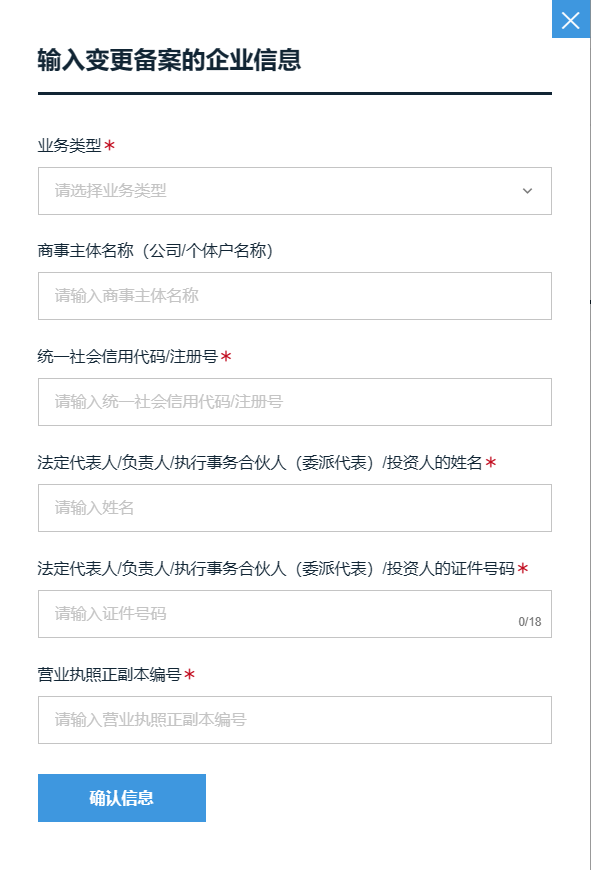 输入变更备案的企业信息
业务类型*
请选择业务类型
商事主体名称（公司/个体户名称）
请输入商事主体名称
统一社会信用代码/注册号*
请输入统一社会信用代码/注册号
法定代表人/负责人/执行事务合伙人（委派代表）/投资人的姓名*
请输入姓名
法定代表人/负责人/执行事务合伙人（委派代表）/投资人的证件号码*
请输入证件号码
0/18
营业执照正副本编号*
请输入营业执照正副本编号
确认信息